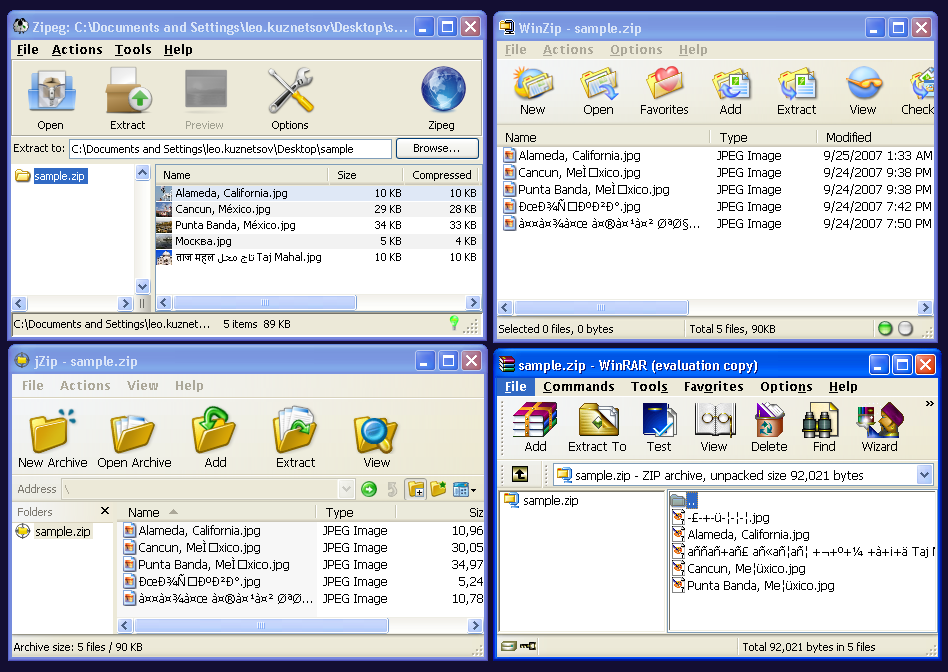 Zipeg: C:\Documents and Settings\leo.kuznetsov\Desktop\s...
File Actions Tools Help
Open Extract Preview Options Zipeg
Extract to: C:\Documents and Settings\leo.kuznetsov\Desktop\sample Browse...
sample.zip
Name Size Compressed
Alameda, California.jpg 10 KB 10 KB
Cancun, México.jpg 29 KB 28 KB
Punta Banda, México.jpg 34 KB 33 KB
Москва.jpg 5 KB 4 KB
ताज महल تاج محل Taj Mahal.jpg 10 KB 10 KB
C:\Documents and Settings\leo.kuznet... 5 items 89 KB
WinZip - sample.zip
File Actions Options Help
New Open Favorites Add Extract View Check
Name Type Modified
Alameda, California.jpg JPEG Image 9/25/2007 1:33 AM
Cancun, MeÌ□xico.jpg JPEG Image 9/24/2007 9:38 PM
Punta Banda, MeÌ□xico.jpg JPEG Image 9/24/2007 9:38 PM
ÐœÐ¾Ñ□ÐºÐ²Ð°.jpg JPEG Image 9/24/2007 7:42 PM
à¤¤à¤¾à¤œ à¤®à¤¹à¤² ØªØ§... JPEG Image 9/24/2007 7:50 PM
Selected 0 files, 0 bytes Total 5 files, 90KB
jZip - sample.zip
File Actions View Help
New Archive Open Archive Add Extract View
Address \
Folders
sample.zip
Name Type Siz
Alameda, California.jpg JPEG Image 10,96
Cancun, MeÌ□xico.jpg JPEG Image 30,05
Punta Banda, MeÌ□xico.jpg JPEG Image 34,97
ÐœÐ¾Ñ□ÐºÐ²Ð°.jpg JPEG Image 5,24
à¤¤à¤¾à¤œ à¤®à¤¹à¤² ØªØ... JPEG Image 10,78
Archive size: 5 files / 90 KB
sample.zip - WinRAR (evaluation copy)
File Commands Tools Favorites Options Help
Add Extract To Test View Delete Find Wizard »
sample.zip - ZIP archive, unpacked size 92,021 bytes
sample.zip
..
-£-+-ü-¦-¦-¦.jpg
Alameda, California.jpg
Cancun, Me¦üxico.jpg
Punta Banda, Me¦üxico.jpg
Total 92,021 bytes in 5 files